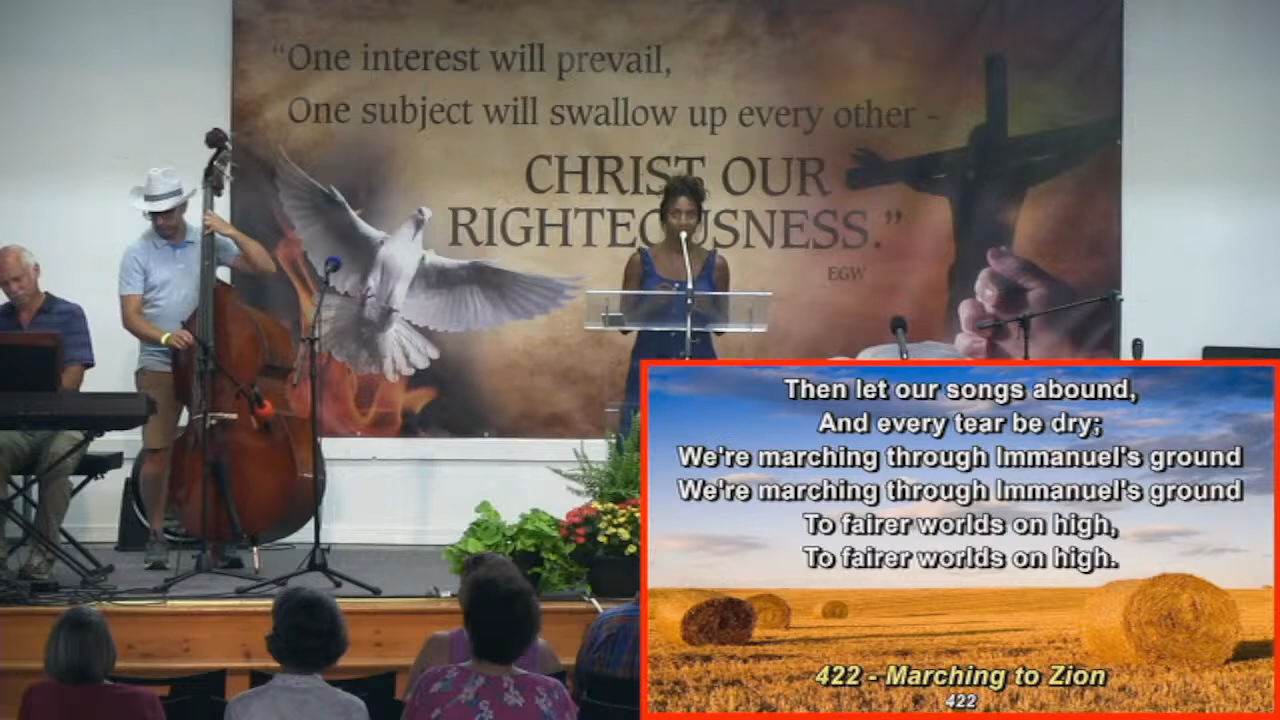 “One interest will prevail,
One subject will swallow up every other -
CHRIST OUR
RIGHTEOUSNESS.”
EGW
Then let our songs abound,
And every tear be dry;
We're marching through Immanuel's ground
We're marching through Immanuel's ground
To fairer worlds on high,
To fairer worlds on high.
422 - Marching to Zion
422